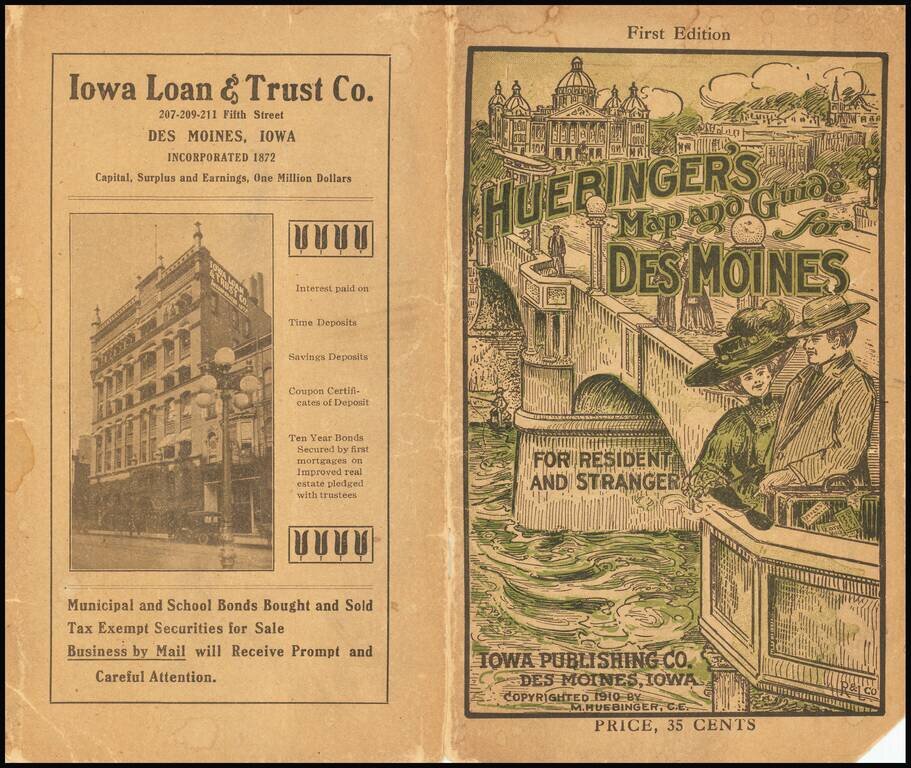 Iowa Loan & Trust Co.
207-209-211 Fifth Street
DES MOINES, IOWA
INCORPORATED 1872
Capital, Surplus and Earnings, One Million Dollars
IOWA LOAN &
TRUST CO.
Interest paid on
Time Deposits
Savings Deposits
Coupon Certifi-
cates of Deposit
Ten Year Bonds
Secured by first
mortgages on
Improved real
estate pledged
with trustees
Municipal and School Bonds Bought and Sold
Tax Exempt Securities for Sale
Business by Mail will Receive Prompt and
Careful Attention.
First Edition
HUEBINGER'S
Map and Guide
for
DES MOINES
FOR RESIDENT
AND STRANGER
IOWA PUBLISHING CO.
DES MOINES, IOWA.
COPYRIGHTED 1910 BY
M. HUEBINGER, C.E.
PRICE, 35 CENTS